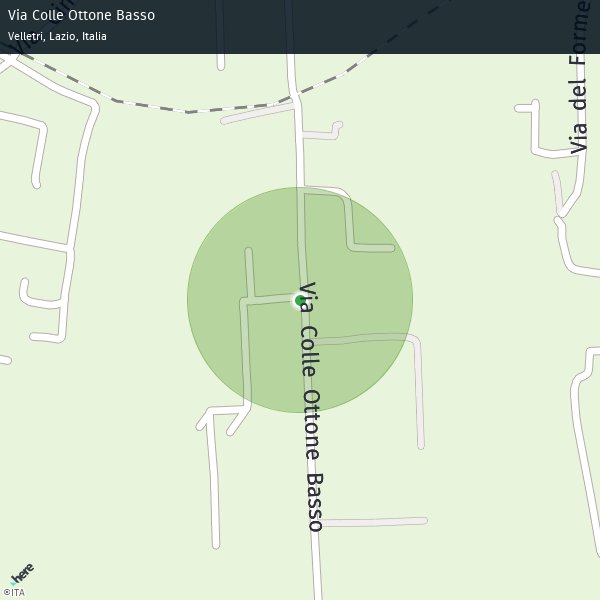 Via Colle Ottone Basso
Velletri, Lazio, Italia
Via del Forme
Via Colle Ottone Basso
here
©ITA